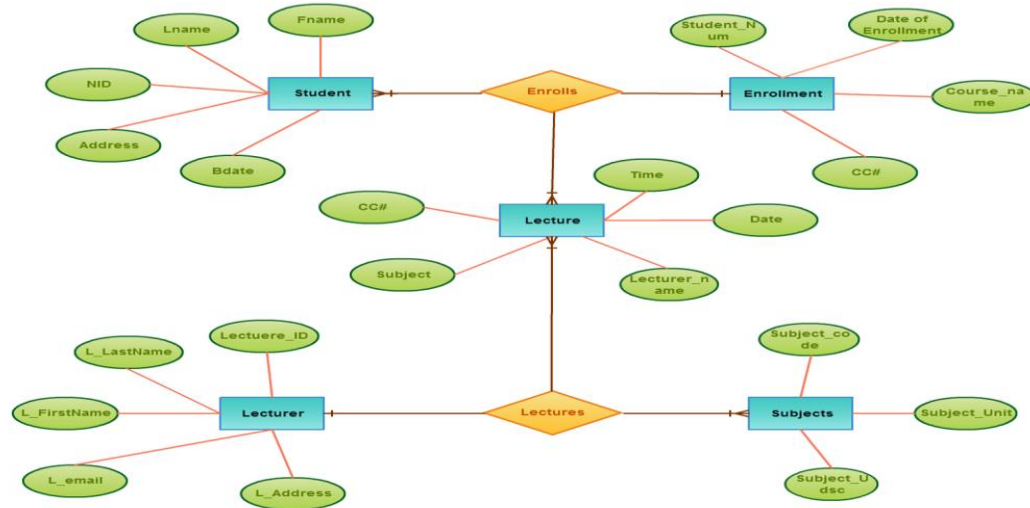 Fname
Lname
Student_N
um
Date of
Enrollment
NID
Student
Enrolls
Enrollment
Course_na
me
Address
Bdate
CC#
Time
CC#
Lecture
Date
Subject
Lecturer_n
ame
Lectuere_ID
Subject_co
de
L_LastName
L_FirstName
Lecturer
Lectures
Subjects
Subject_Unit
L_email
L_Address
Subject_U
dsc